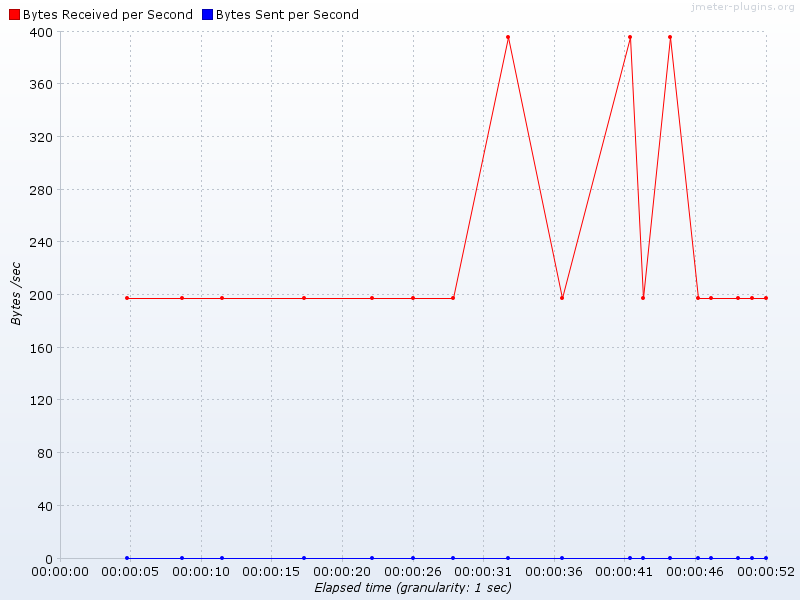 jmeter-plugins.org
Bytes Received per Second Bytes Sent per Second
400
360
320
280
240
200
160
120
80
40
0
Bytes /sec
00:00:00 00:00:05 00:00:10 00:00:15 00:00:20 00:00:26 00:00:31 00:00:36 00:00:41 00:00:46 00:00:52
Elapsed time (granularity: 1 sec)